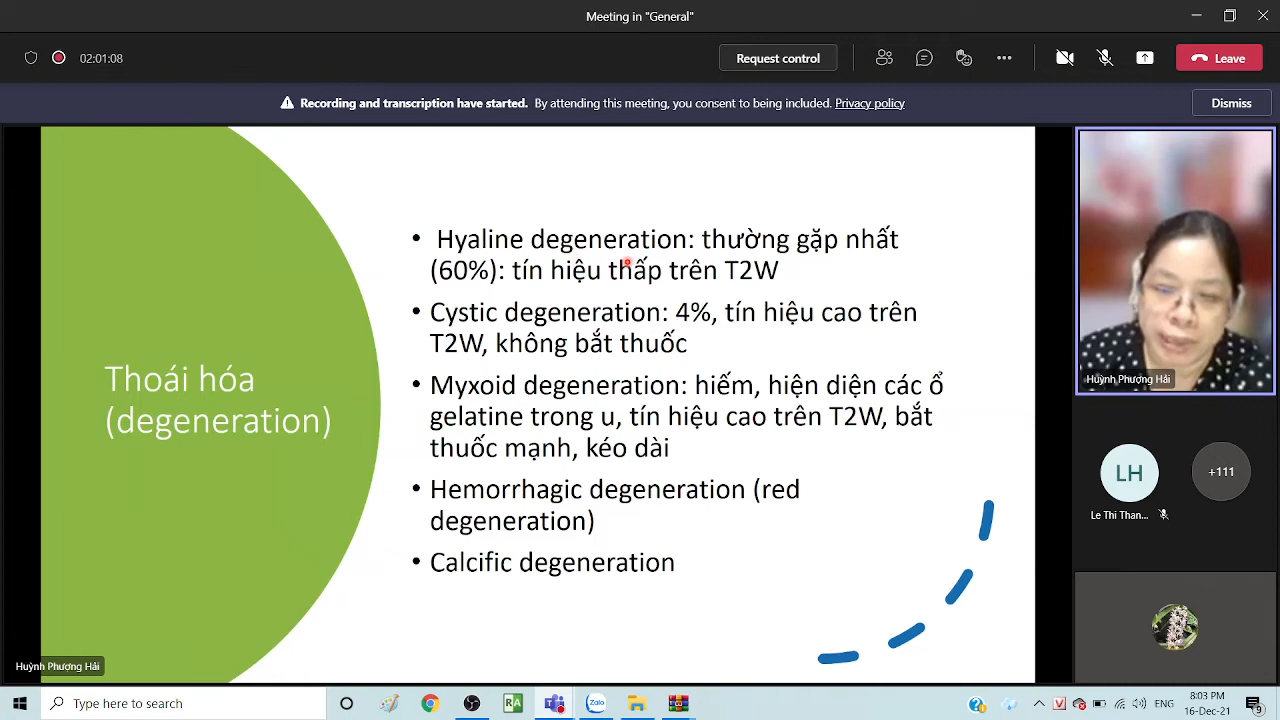 Meeting in "General"
02:01:08
Request control
Leave
Recording and transcription have started. By attending this meeting, you consent to being included. Privacy policy
Dismiss
Thoái hóa
(degeneration)
• Hyaline degeneration: thường gặp nhất
(60%): tín hiệu thấp trên T2W
• Cystic degeneration: 4%, tín hiệu cao trên
T2W, không bắt thuốc
• Myxoid degeneration: hiếm, hiện diện các ổ
gelatine trong u, tín hiệu cao trên T2W, bắt
thuốc mạnh, kéo dài
• Hemorrhagic degeneration (red
degeneration)
• Calcific degeneration
Huỳnh Phượng Hải
Huỳnh Phượng Hải
LH
+111
Le Thi Than...
Type here to search
RA
Zalo
ENG
8:03 PM
16-Dec-21